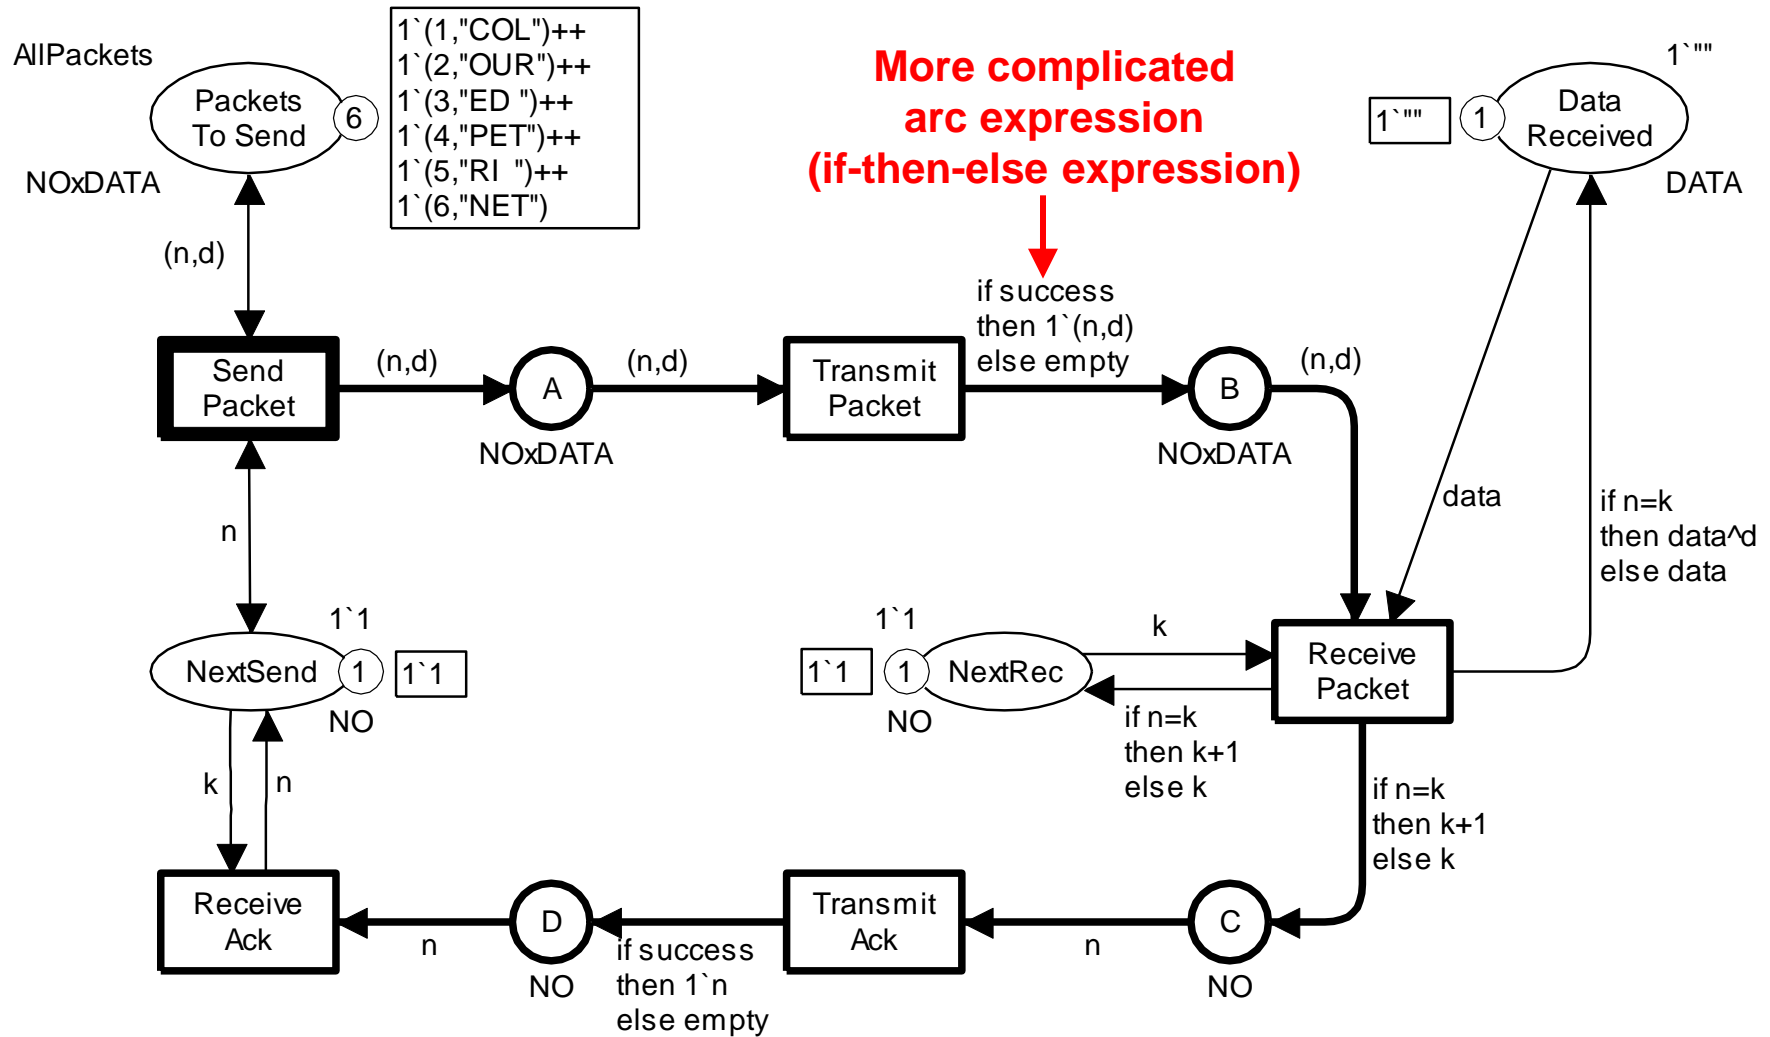 AllPackets
Packets
To Send
6
1`(1,"COL")++
1`(2,"OUR")++
1`(3,"ED ")++
1`(4,"PET")++
1`(5,"RI  ")++
1`(6,"NET")
NOxDATA
More complicated
arc expression
(if-then-else expression)
1`""
1`""
1
Data
Received
DATA
(n,d)
Send
Packet
(n,d)
A
NOxDATA
(n,d)
Transmit
Packet
if success
then 1`(n,d)
else empty
B
NOxDATA
(n,d)
data
if n=k
then data^d
else data
n
1`1
NextSend
1
1`1
NO
1`1
1`1
1
NextRec
NO
k
if n=k
then k+1
else k
Receive
Packet
if n=k
then k+1
else k
k
n
Receive
Ack
n
D
NO
if success
then 1`n
else empty
Transmit
Ack
n
C
NO